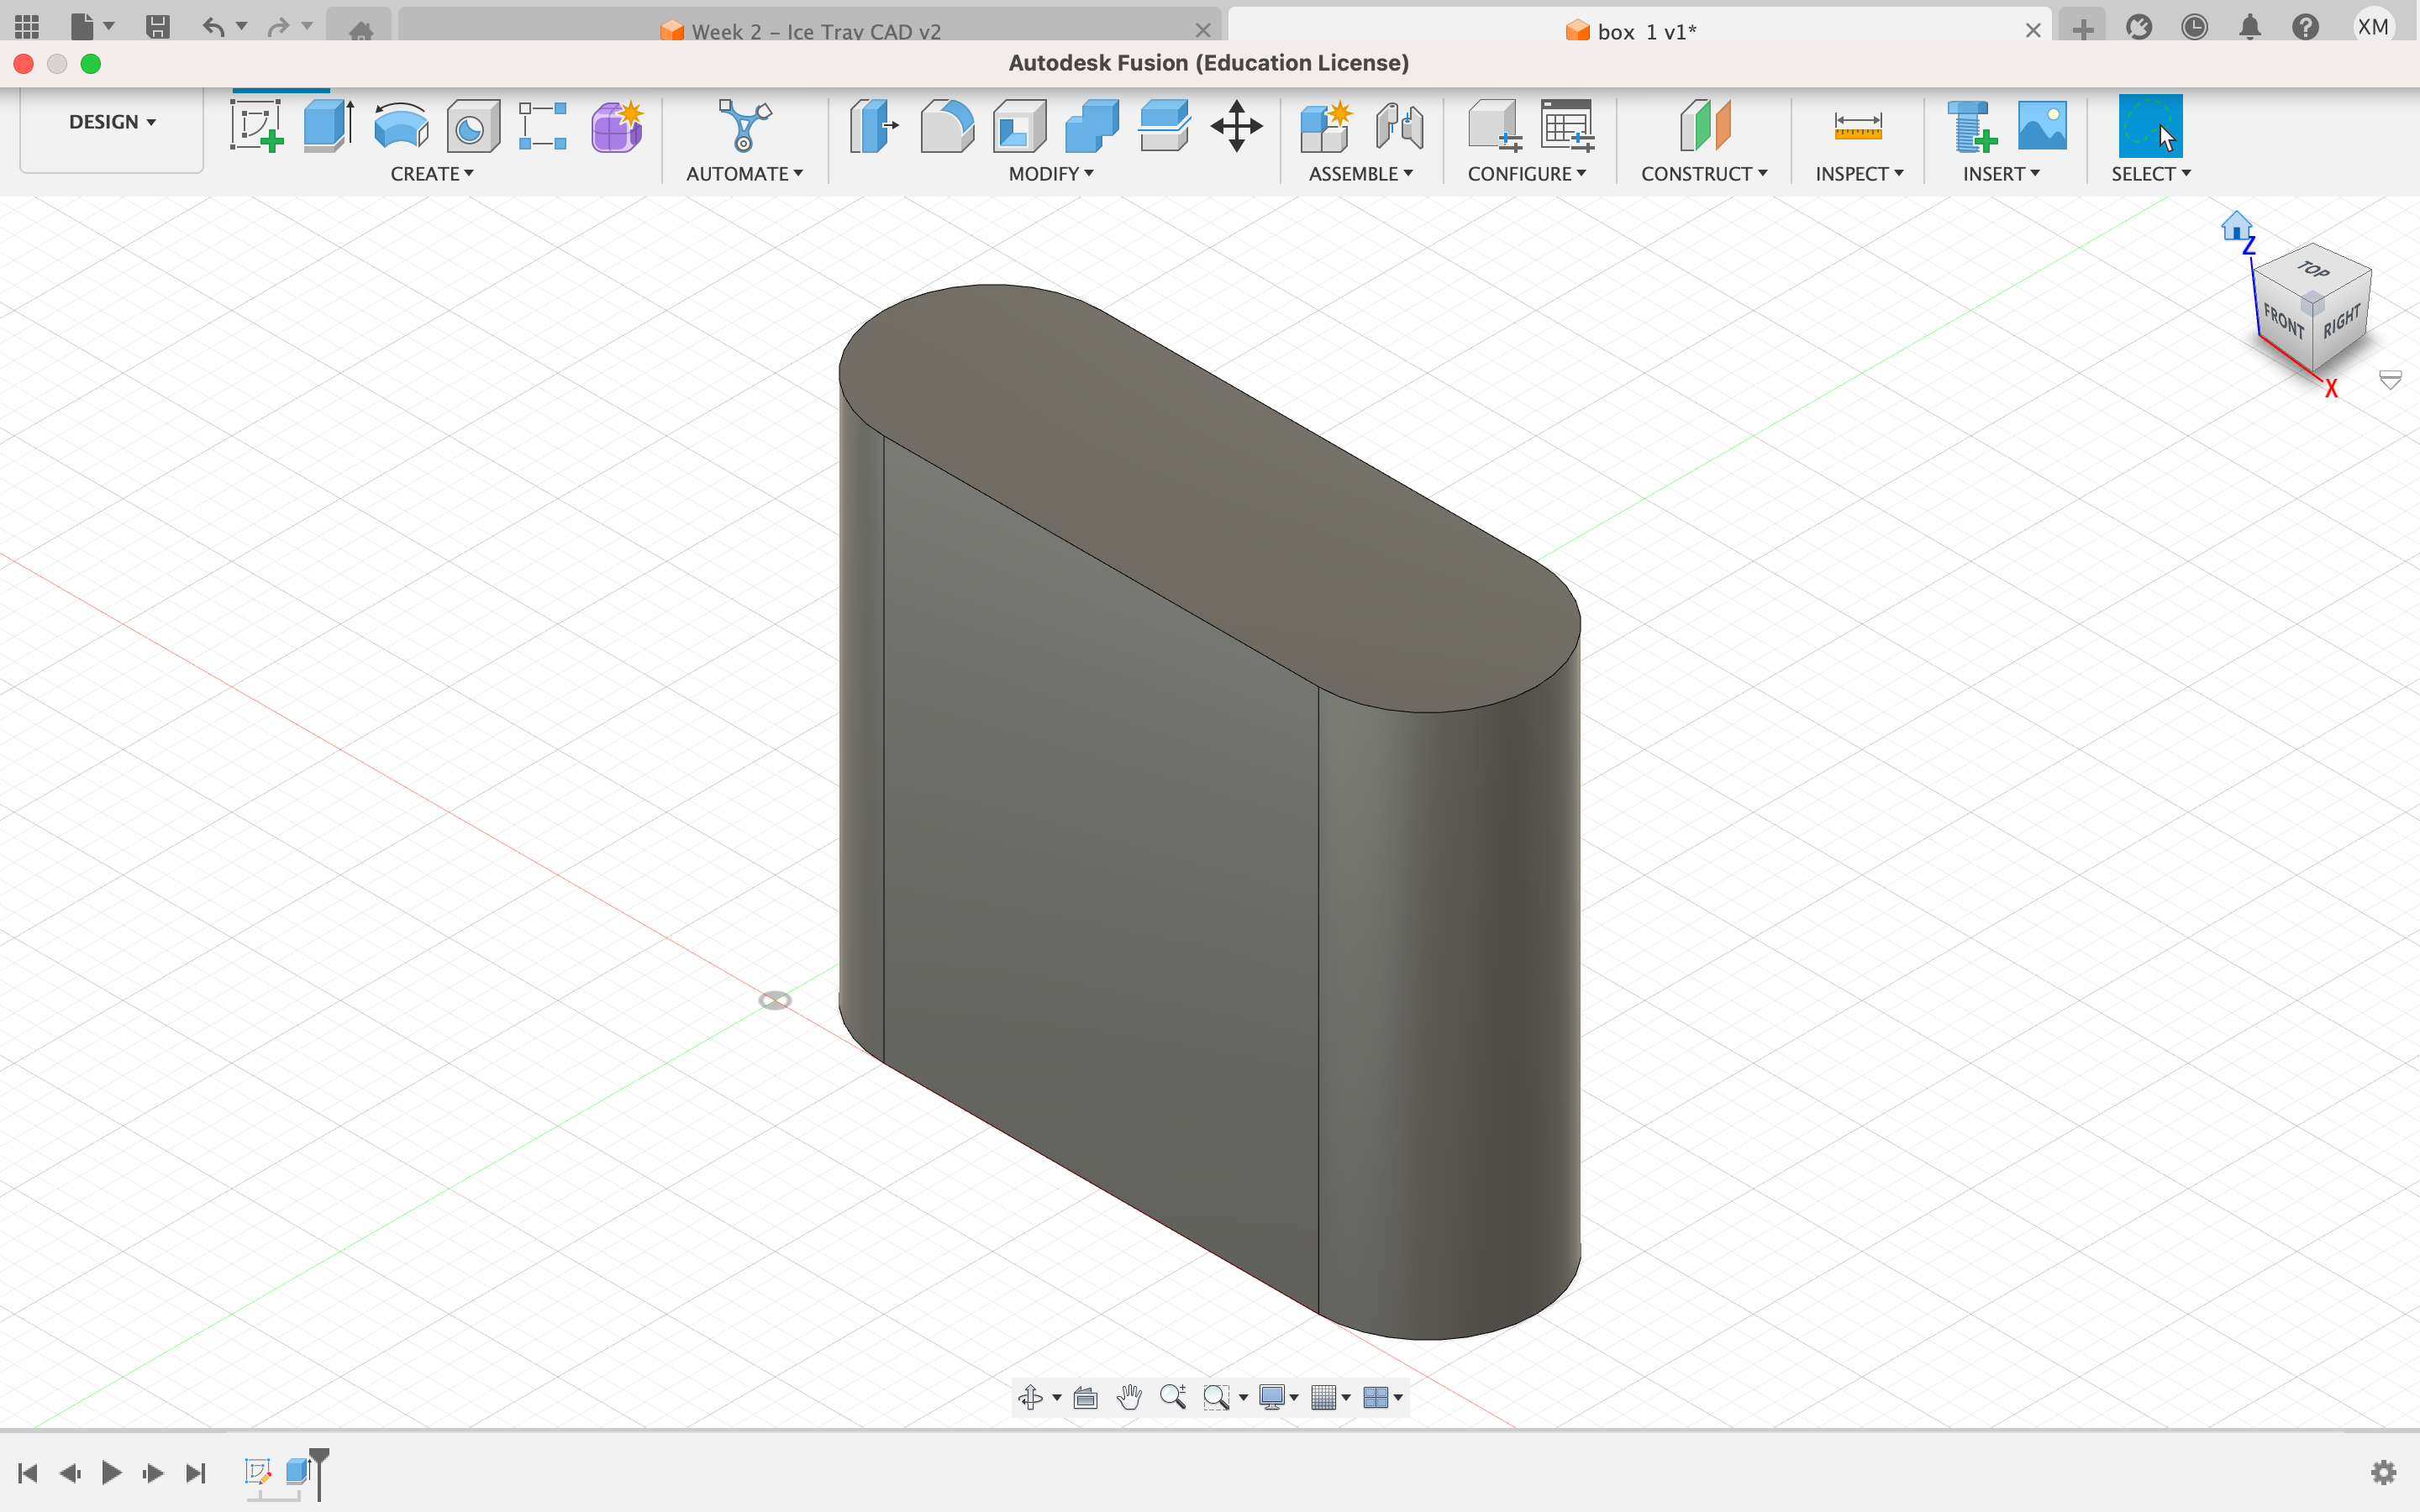 Week 2 – Ice Tray CAD v2
box 1 v1*
XM
Autodesk Fusion (Education License)
DESIGN
CREATE
AUTOMATE
MODIFY
ASSEMBLE
CONFIGURE
CONSTRUCT
INSPECT
INSERT
SELECT
Z
TOP
FRONT
RIGHT
X